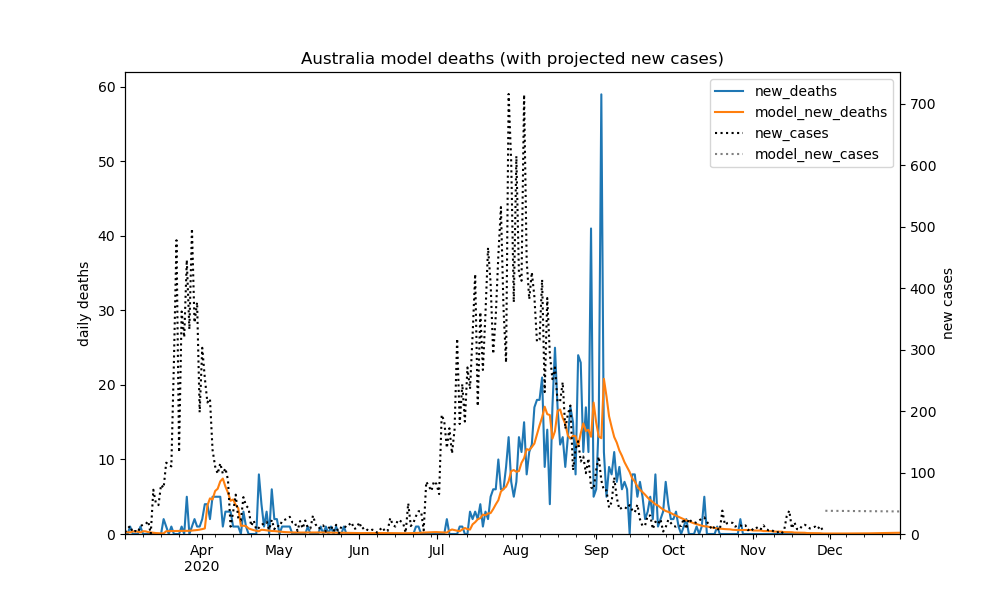 Australia model deaths (with projected new cases)
60
50
40
30
20
10
0
daily deaths
700
600
500
400
300
200
100
0
new cases
new_deaths
model_new_deaths
new_cases
model_new_cases
Apr May Jun Jul Aug Sep Oct Nov Dec
2020